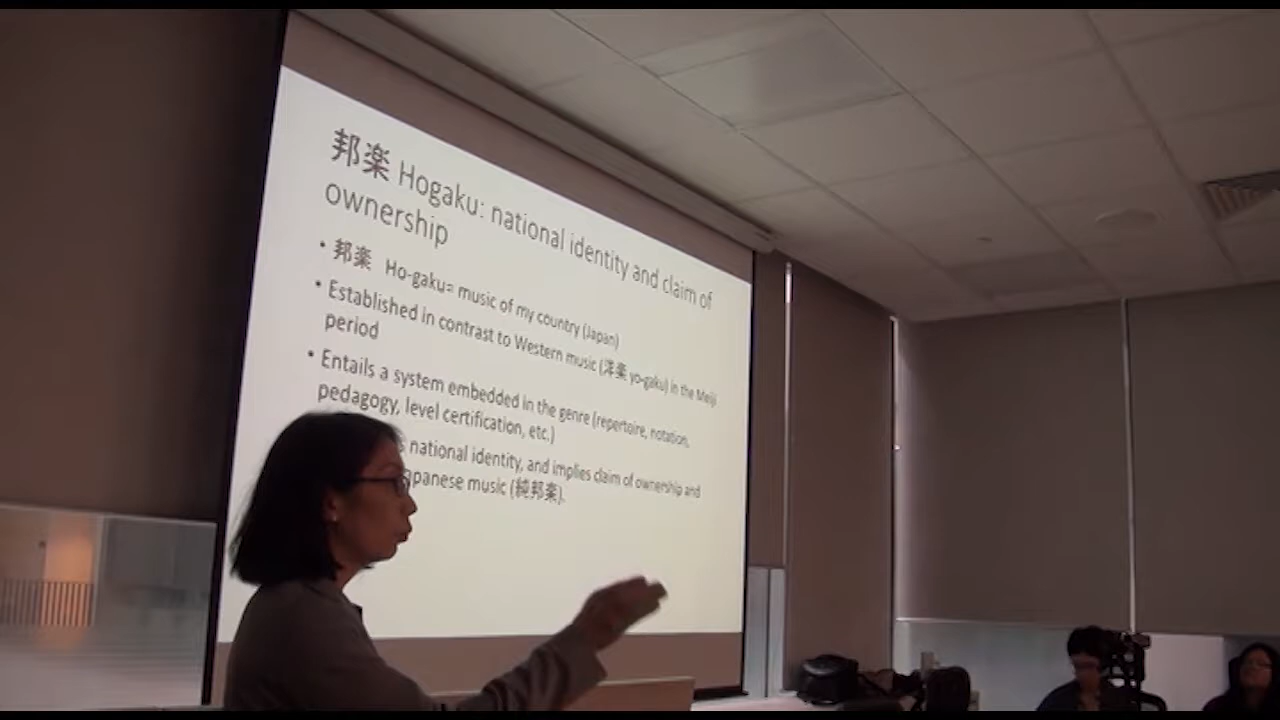 邦楽 Hogaku: national identity and claim of
ownership
• 邦楽 Ho-gaku= music of my country (Japan)
• Established in contrast to Western music (洋楽 yo-gaku) in the Meiji
period
• Entails a system embedded in the genre (repertoire, notation,
pedagogy, level certification, etc.)
national identity, and implies claim of ownership and
music (純邦楽).